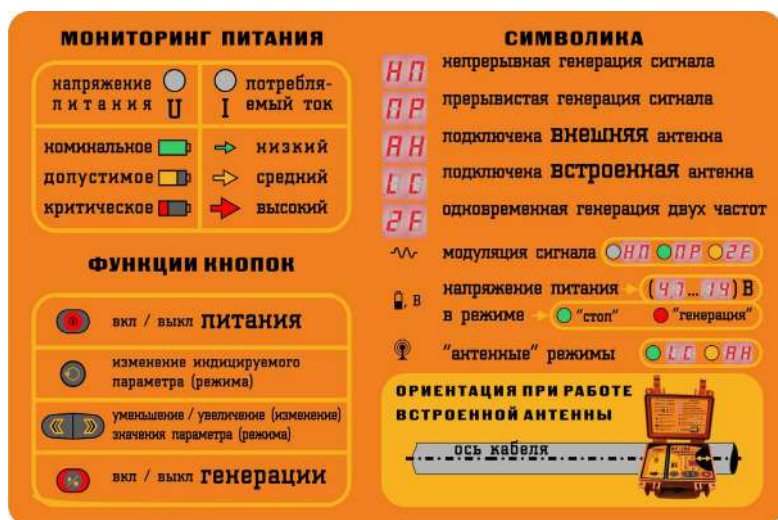 МОНИТОРИНГ ПИТАНИЯ
напряжение
питания U
I
потребля-
емый ток
номинальное
низкий
допустимое
средний
критическое
высокий
ФУНКЦИИ КНОПОК
вкл / выкл питания
изменение индицируемого
параметра (режима)
уменьшение / увеличение (изменение)
значения параметра (режима)
вкл / выкл генерации
СИМВОЛИКА
НП непрерывная генерация сигнала
ПР прерывистая генерация сигнала
АН подключена внешняя антенна
LC подключена встроенная антенна
2F одновременная генерация двух частот
модуляция сигнала НП ПР 2F
, В
напряжение питания (47...14) В
в режиме "стоп" "генерация"
"антенные" режимы LC АН
ОРИЕНТАЦИЯ ПРИ РАБОТЕ
ВСТРОЕННОЙ АНТЕННЫ
ось кабеля